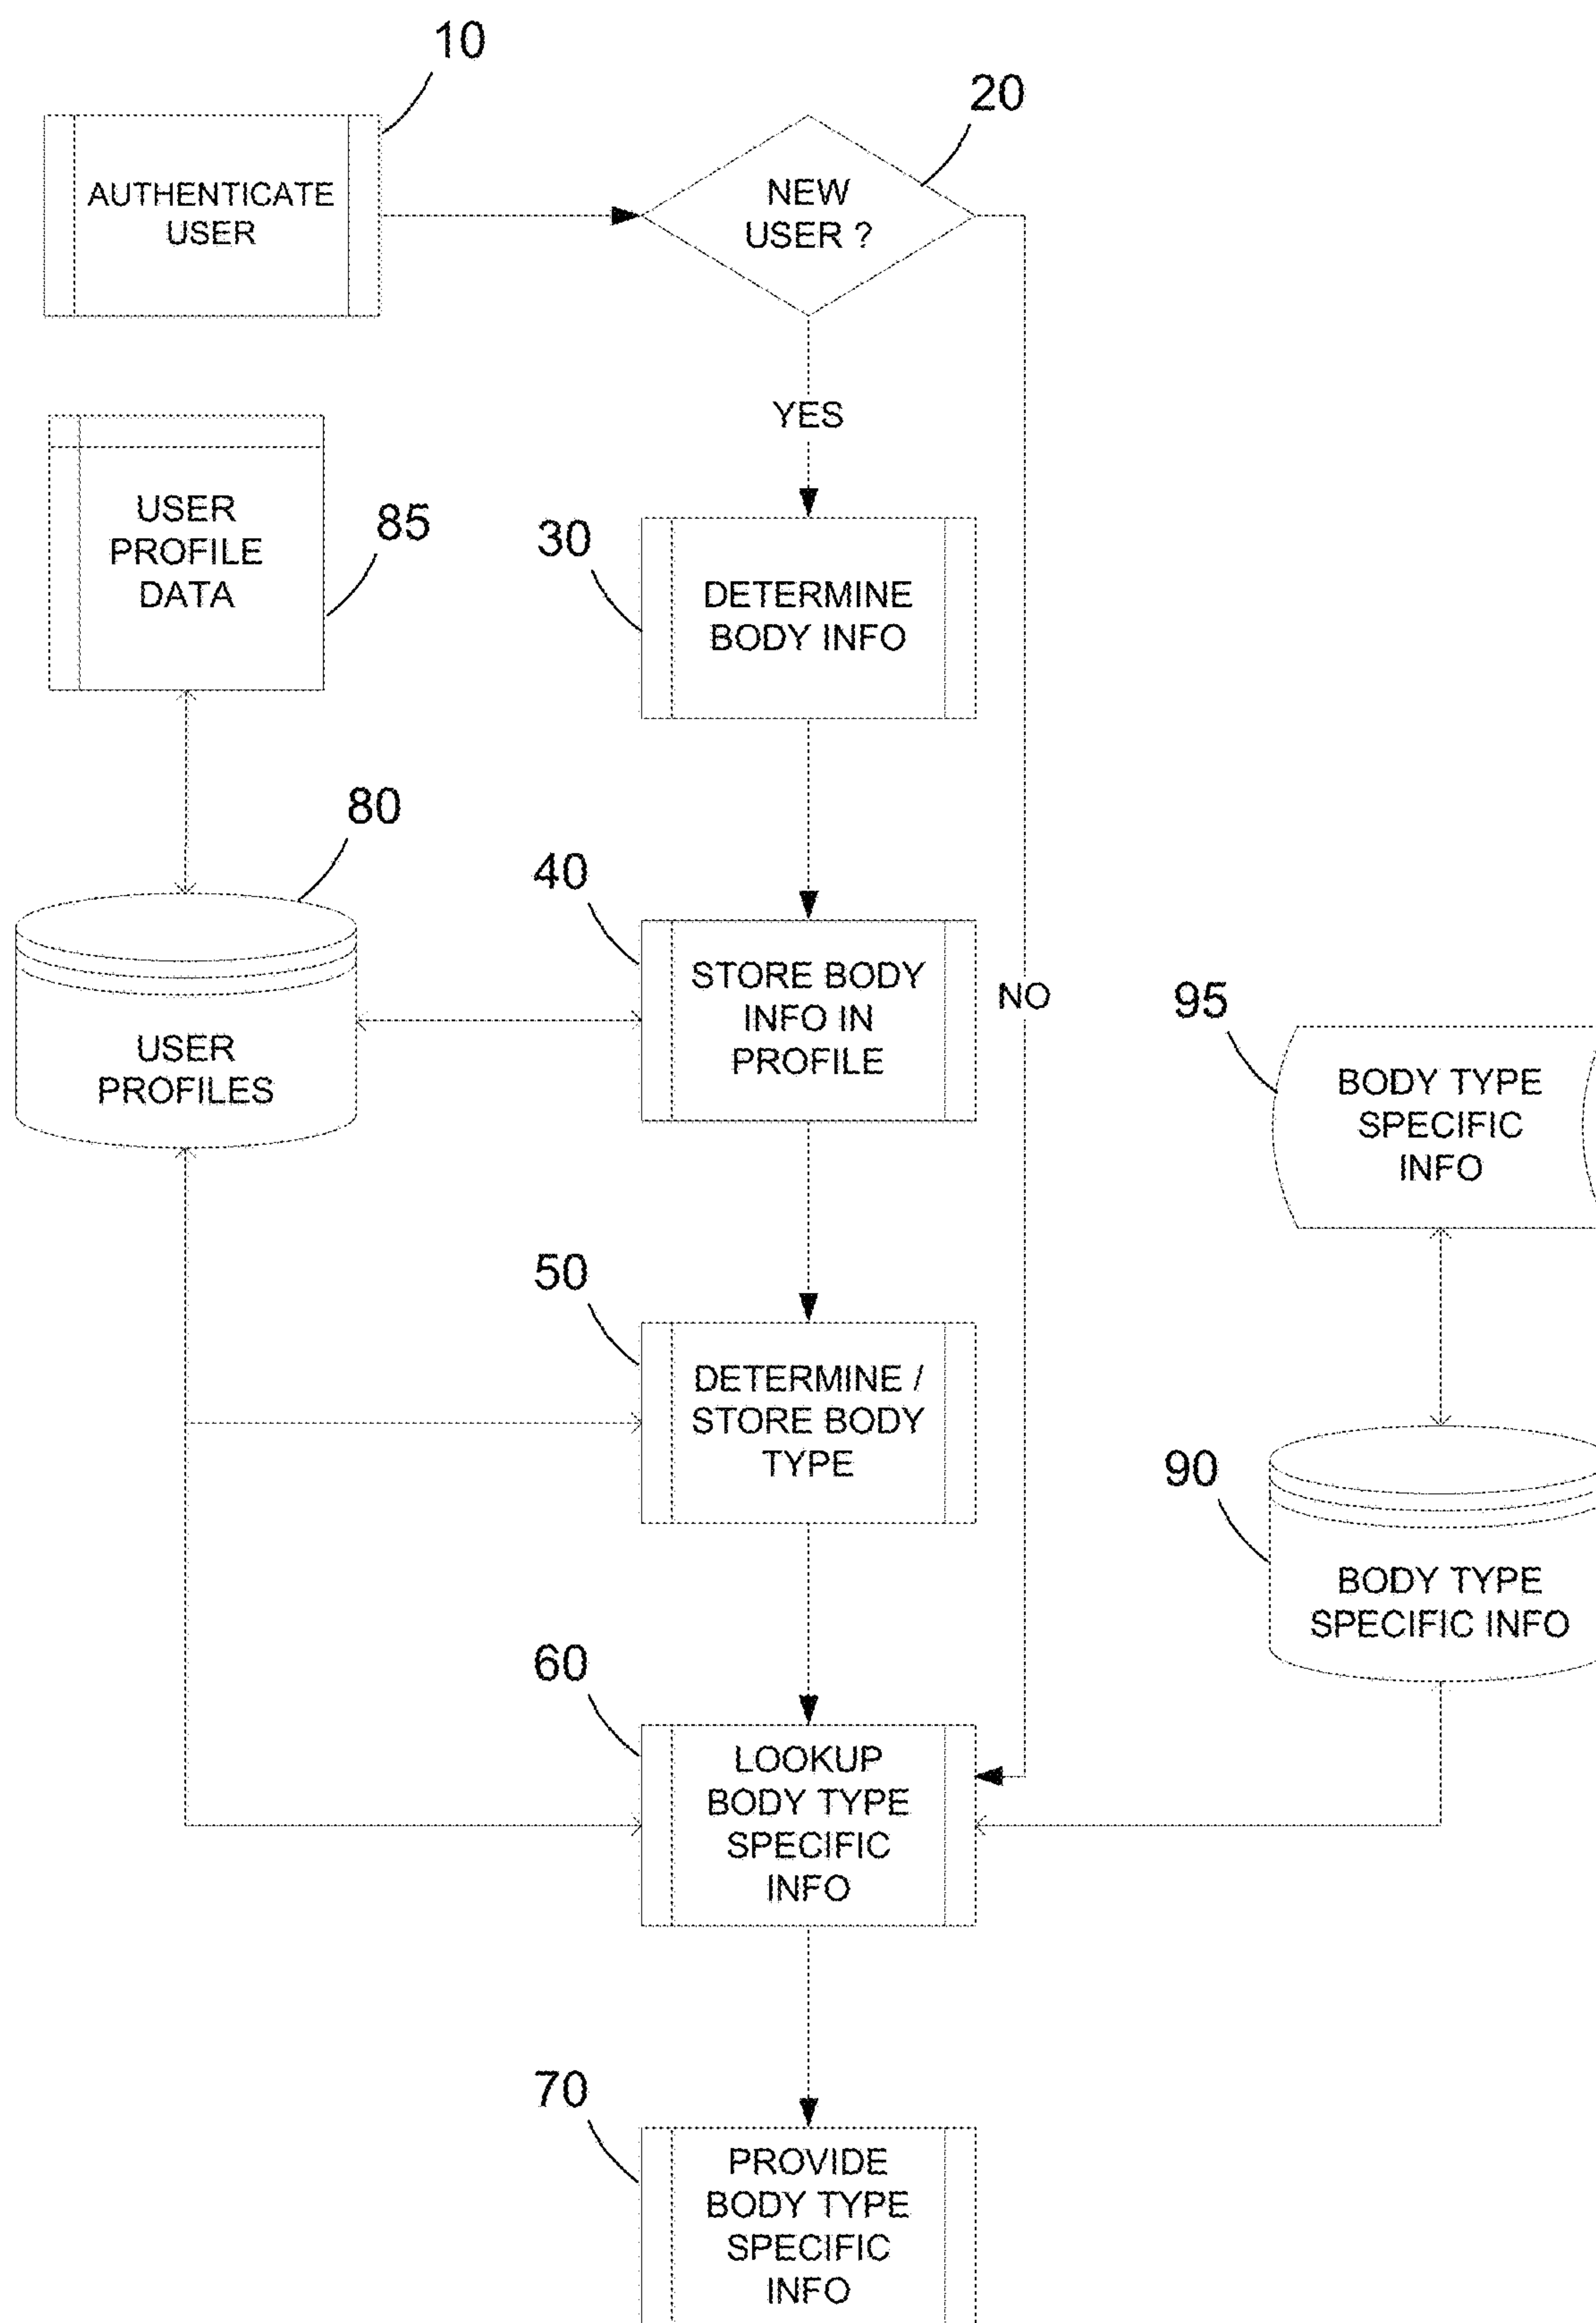 10
AUTHENTICATE
USER
20
NEW
USER ?
YES
USER
PROFILE
DATA
85
30
DETERMINE
BODY INFO
80
USER
PROFILES
40
STORE BODY
INFO IN
PROFILE
NO
95
BODY TYPE
SPECIFIC
INFO
50
DETERMINE /
STORE BODY
TYPE
90
BODY TYPE
SPECIFIC INFO
60
LOOKUP
BODY TYPE
SPECIFIC
INFO
70
PROVIDE
BODY TYPE
SPECIFIC
INFO